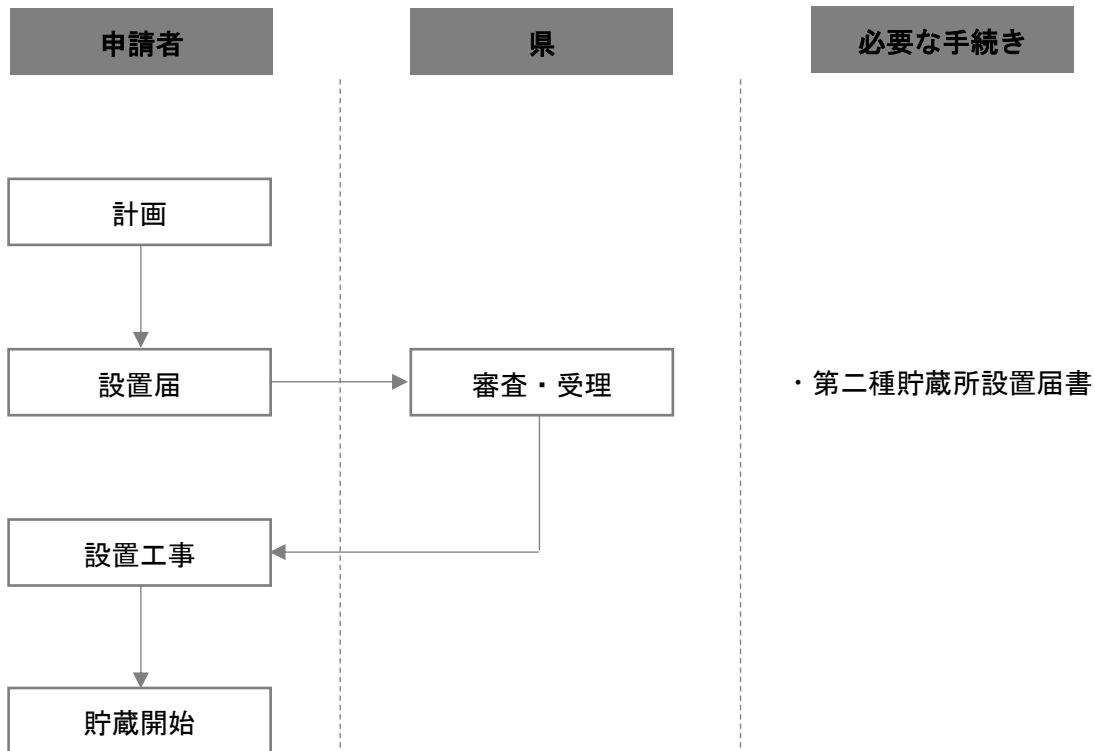 申請者
県
必要な手続き
計画
設置届
審査・受理
・第二種貯蔵所設置届書
設置工事
貯蔵開始